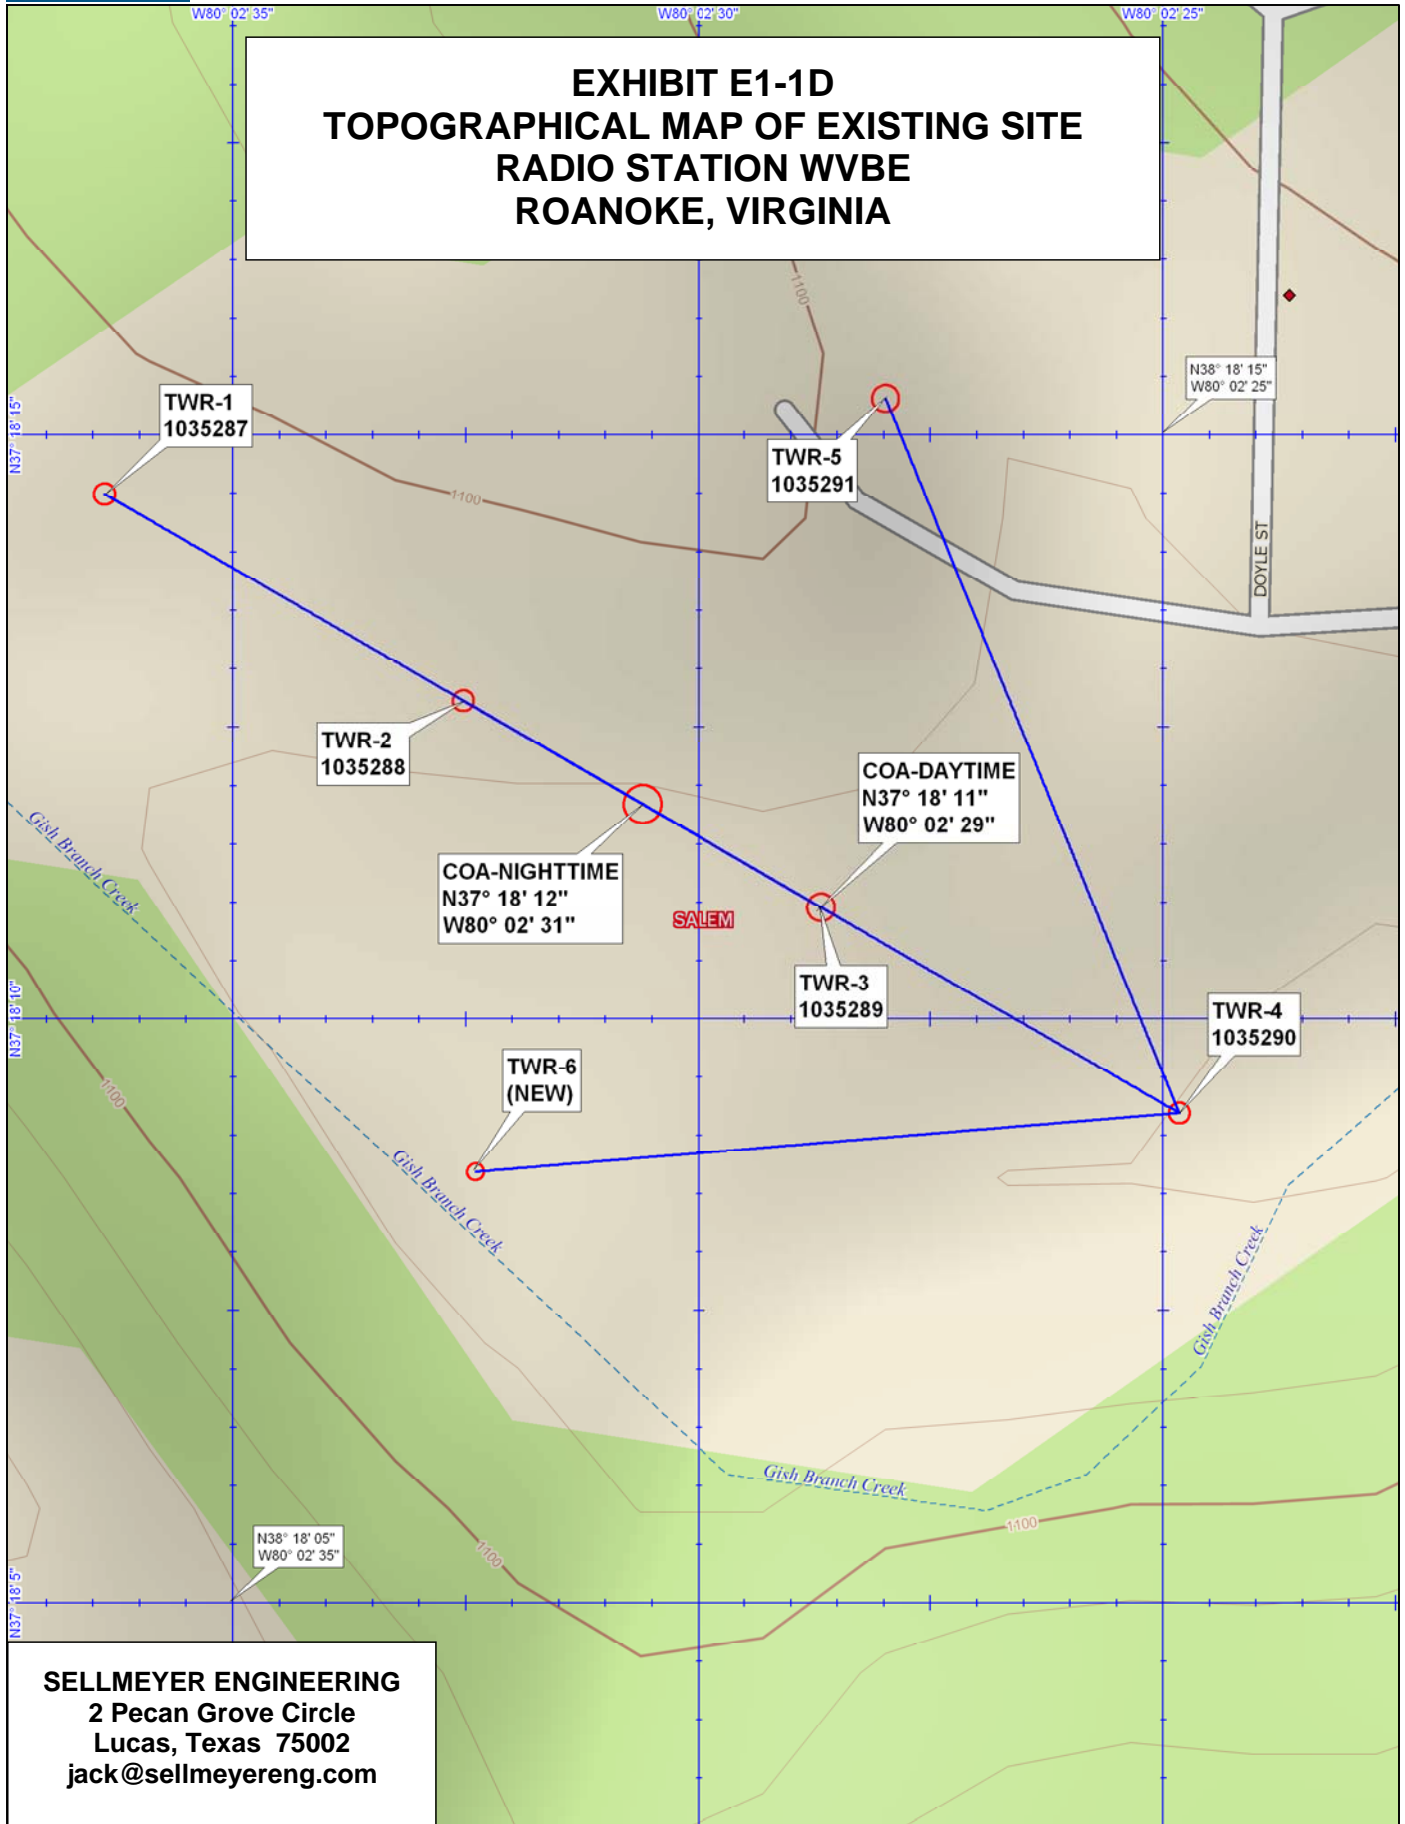 W80° 02' 35"
W80° 02' 30"
W80° 02' 25"
EXHIBIT E1-1D
TOPOGRAPHICAL MAP OF EXISTING SITE
RADIO STATION WVBE
ROANOKE, VIRGINIA
1100
N38° 18' 15"
W80° 02' 25"
TWR-1
1035287
N37° 18' 15"
TWR-5
1035291
1100
DOYLE ST
TWR-2
1035288
COA-DAYTIME
N37° 18' 11"
W80° 02' 29"
Gish Branch Creek
COA-NIGHTTIME
N37° 18' 12"
W80° 02' 31"
SALEM
TWR-3
1035289
N37° 18' 10"
TWR-4
1035290
TWR-6
(NEW)
1100
Gish Branch Creek
Gish Branch Creek
Gish Branch Creek
1100
1100
N38° 18' 05"
W80° 02' 35"
N37° 18' 5"
SELLMEYER ENGINEERING
2 Pecan Grove Circle
Lucas, Texas 75002
jack@sellmeyereng.com